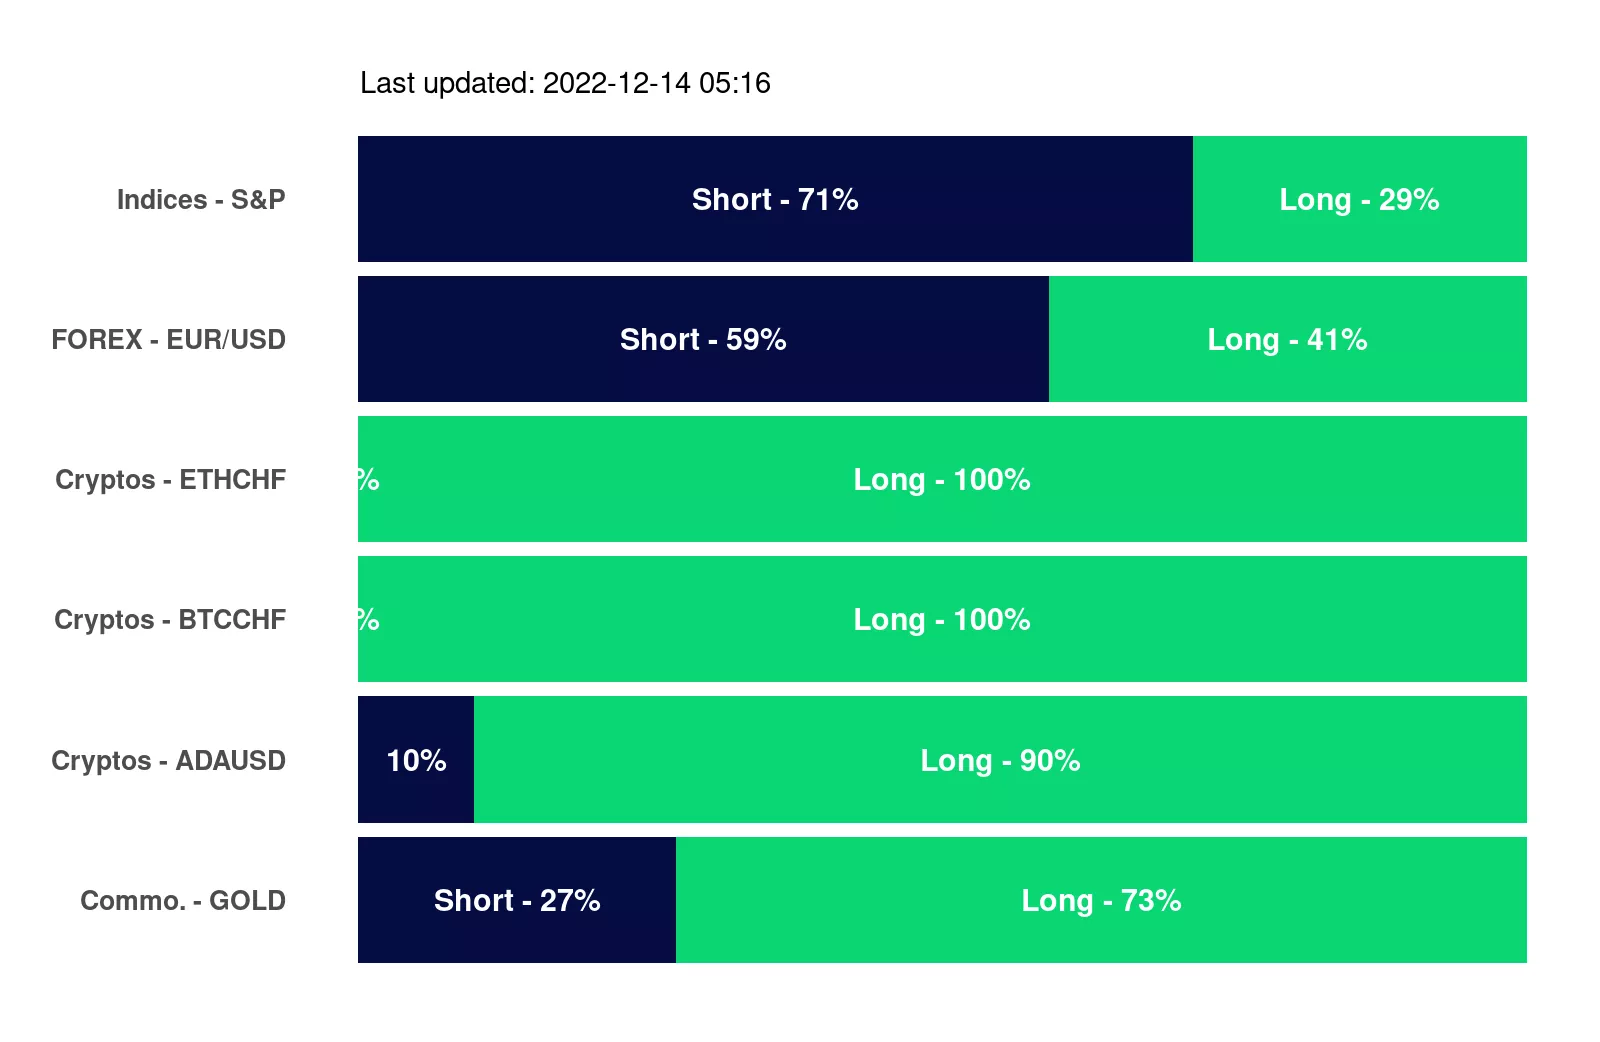 Last updated: 2022-12-14 05:16
Indices - S&P Short - 71% Long - 29%
FOREX - EUR/USD Short - 59% Long - 41%
Cryptos - ETHCHF % Long - 100%
Cryptos - BTCCHF % Long - 100%
Cryptos - ADAUSD 10% Long - 90%
Commo. - GOLD Short - 27% Long - 73%